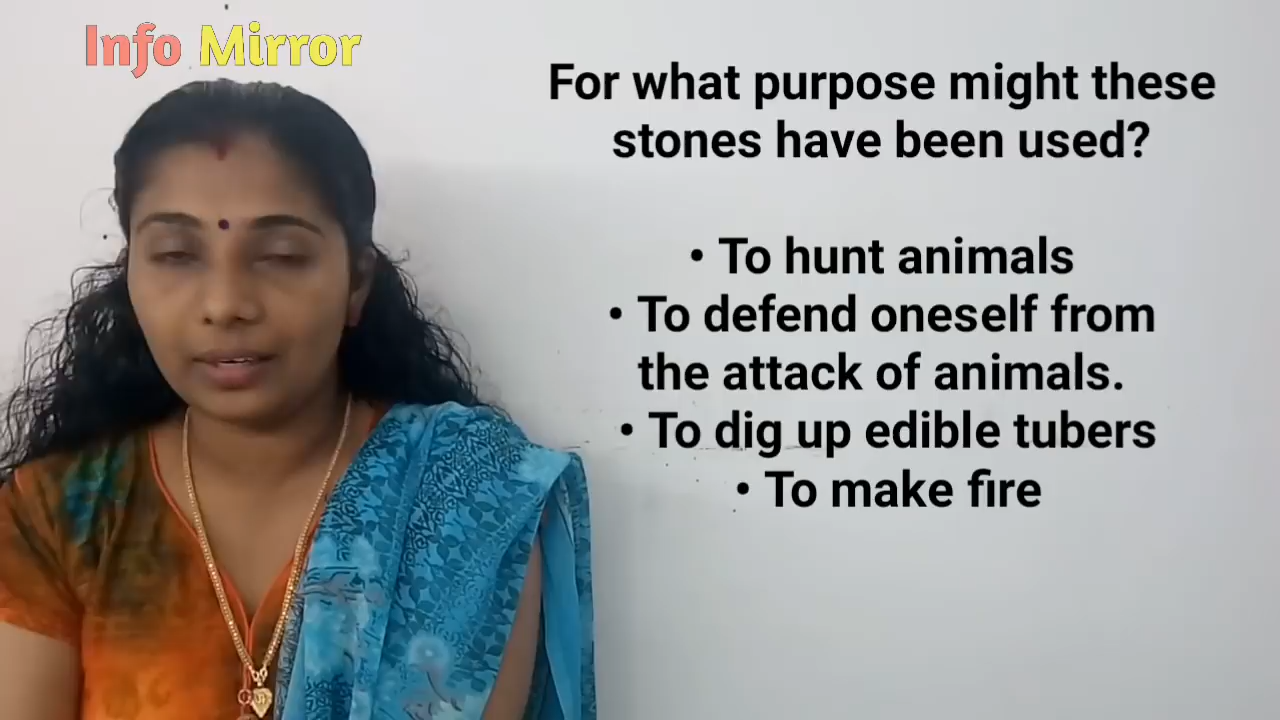 Info Mirror
For what purpose might these
stones have been used?
• To hunt animals
• To defend oneself from
the attack of animals.
• To dig up edible tubers
• To make fire